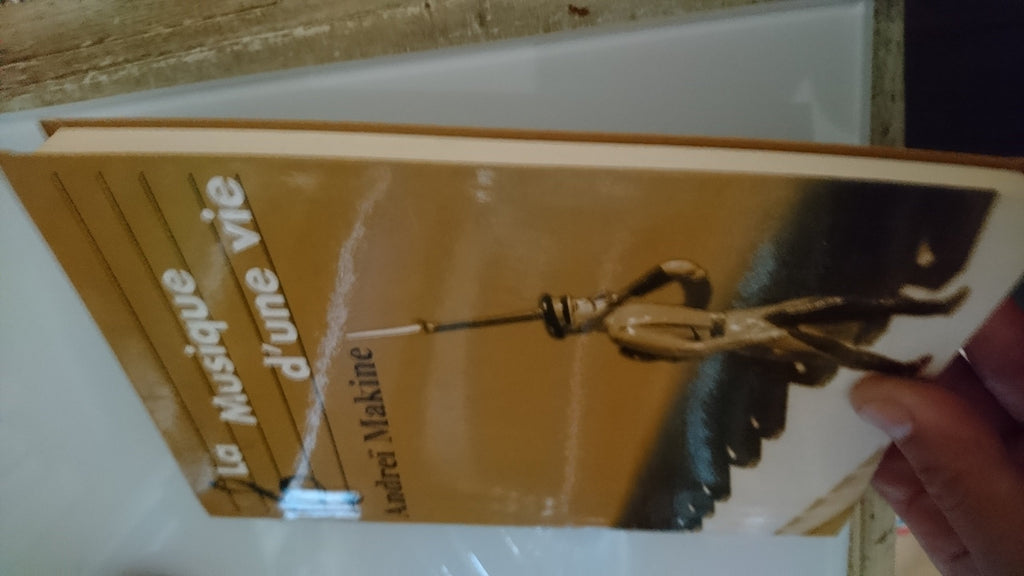 La Musique
d'une vie
Andreï Makine